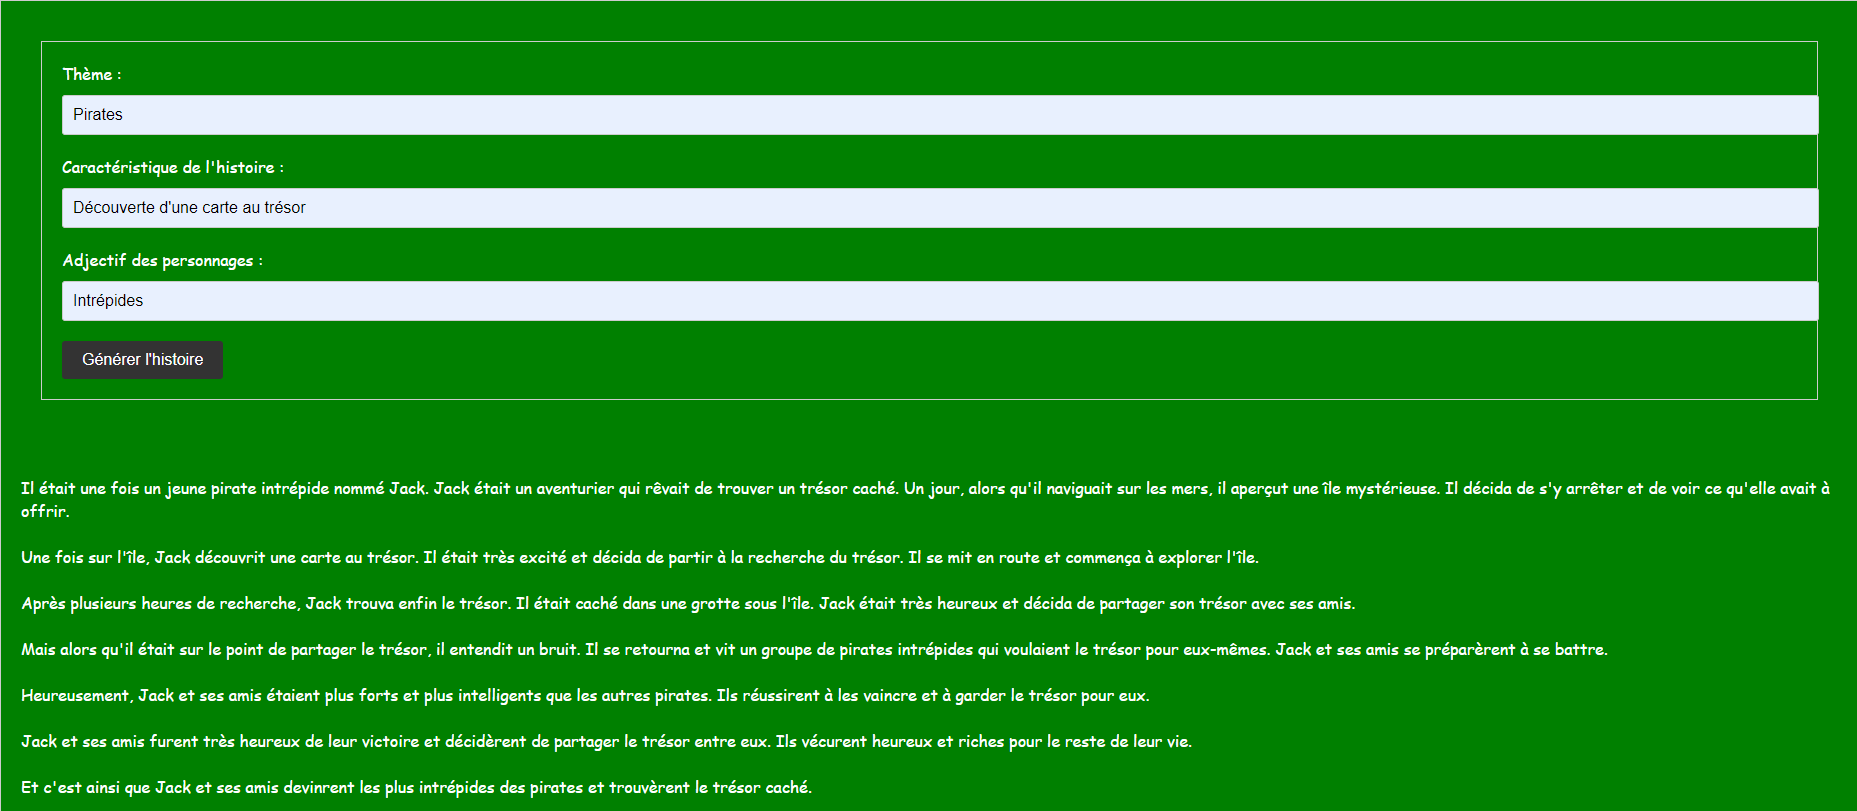 Thème :
Pirates
Caractéristique de l'histoire :
Découverte d'une carte au trésor
Adjectif des personnages :
Intrépides
Générer l'histoire
Il était une fois un jeune pirate intrépide nommé Jack. Jack était un aventurier qui rêvait de trouver un trésor caché. Un jour, alors qu'il naviguait sur les mers, il aperçut une île mystérieuse. Il décida de s'y arrêter et de voir ce qu'elle avait à
offrir.
Une fois sur l'île, Jack découvrit une carte au trésor. Il était très excité et décida de partir à la recherche du trésor. Il se mit en route et commença à explorer l'île.
Après plusieurs heures de recherche, Jack trouva enfin le trésor. Il était caché dans une grotte sous l'île. Jack était très heureux et décida de partager son trésor avec ses amis.
Mais alors qu'il était sur le point de partager le trésor, il entendit un bruit. Il se retourna et vit un groupe de pirates intrépides qui voulaient le trésor pour eux-mêmes. Jack et ses amis se préparèrent à se battre.
Heureusement, Jack et ses amis étaient plus forts et plus intelligents que les autres pirates. Ils réussirent à les vaincre et à garder le trésor pour eux.
Jack et ses amis furent très heureux de leur victoire et décidèrent de partager le trésor entre eux. Ils vécurent heureux et riches pour le reste de leur vie.
Et c'est ainsi que Jack et ses amis devinrent les plus intrépides des pirates et trouvèrent le trésor caché.